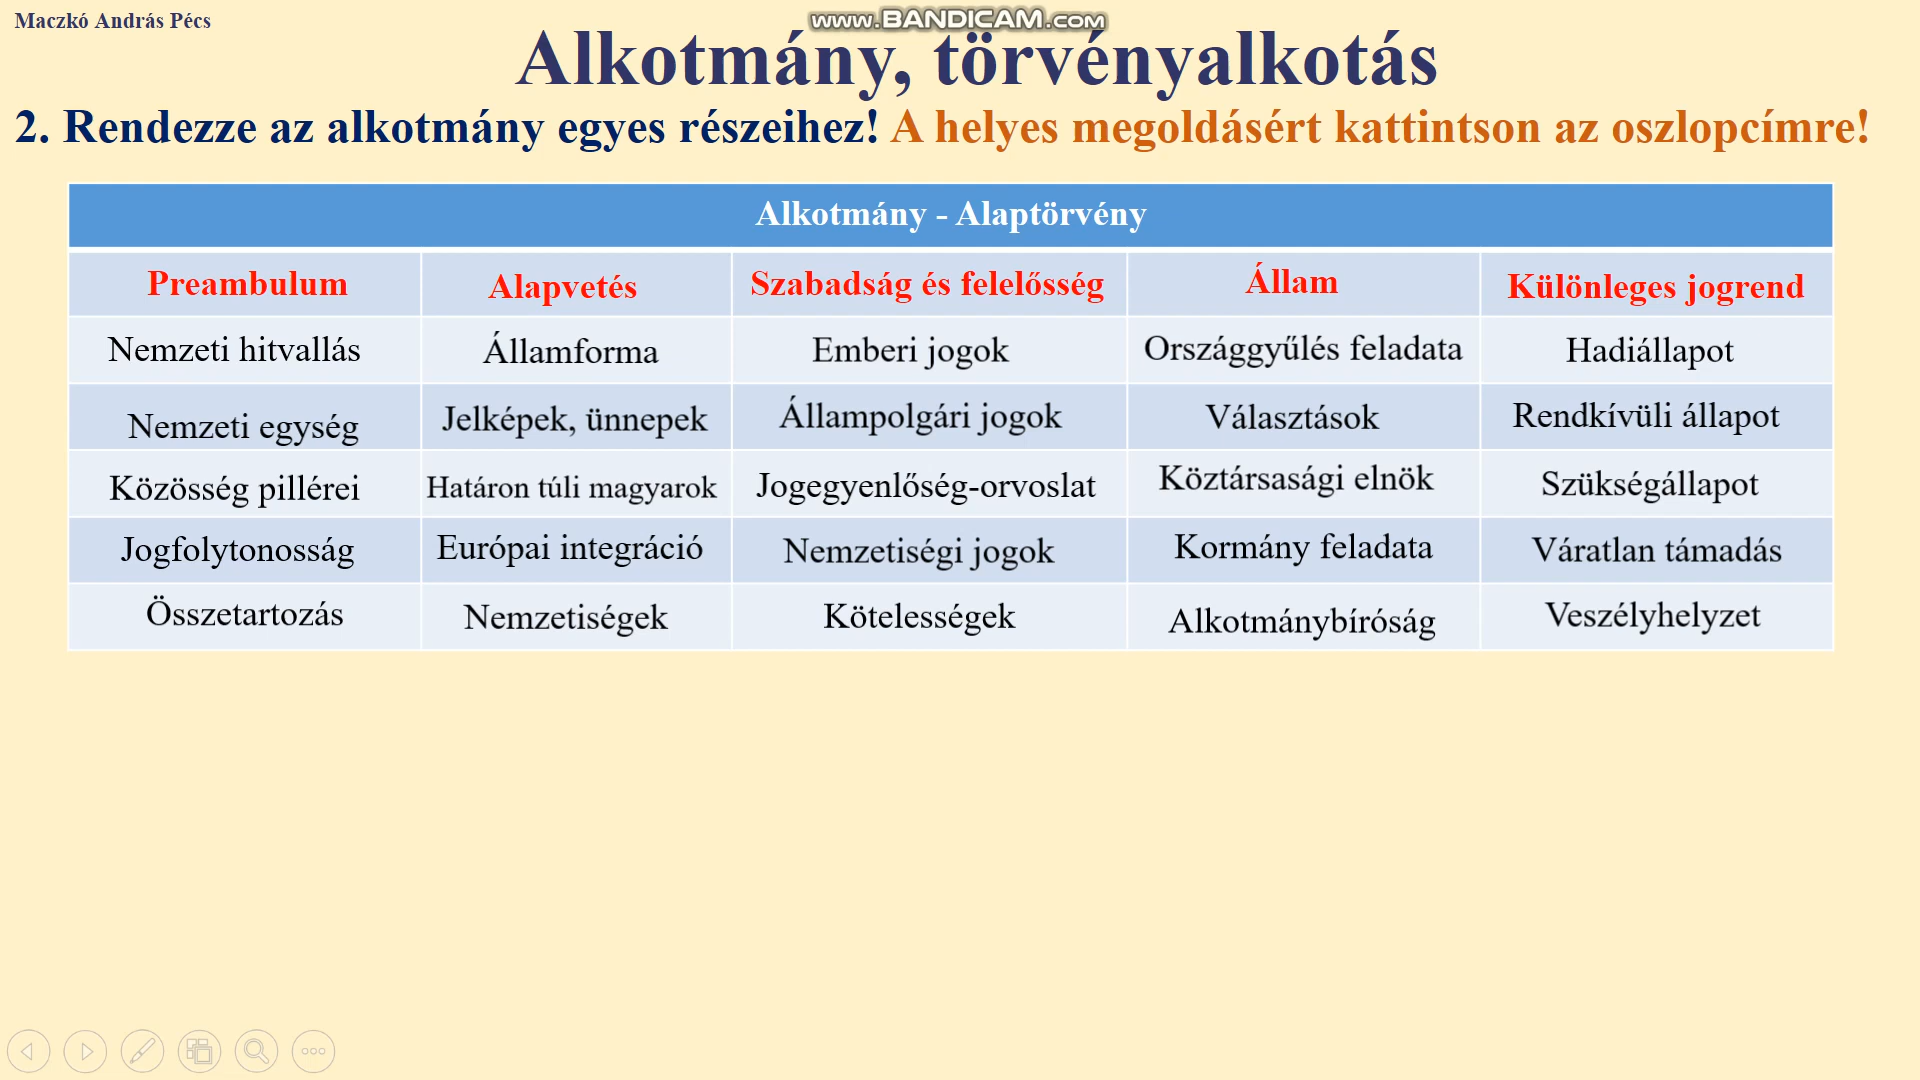 Maczkó András Pécs
www.BANDICAM.com
Alkotmány, törvényalkotás
2. Rendezze az alkotmány egyes részeihez! A helyes megoldásért kattintson az oszlopcímre!
Alkotmány - Alaptörvény
Preambulum Alapvetés Szabadság és felelősség Állam Különleges jogrend
Nemzeti hitvallás Államforma Emberi jogok Országgyűlés feladata Hadiállapot
Nemzeti egység Jelképek, ünnepek Állampolgári jogok Választások Rendkívüli állapot
Közösség pillérei Határon túli magyarok Jogegyenlőség-orvoslat Köztársasági elnök Szükségállapot
Jogfolytonosság Európai integráció Nemzetiségi jogok Kormány feladata Váratlan támadás
Összetartozás Nemzetiségek Kötelességek Alkotmánybíróság Veszélyhelyzet